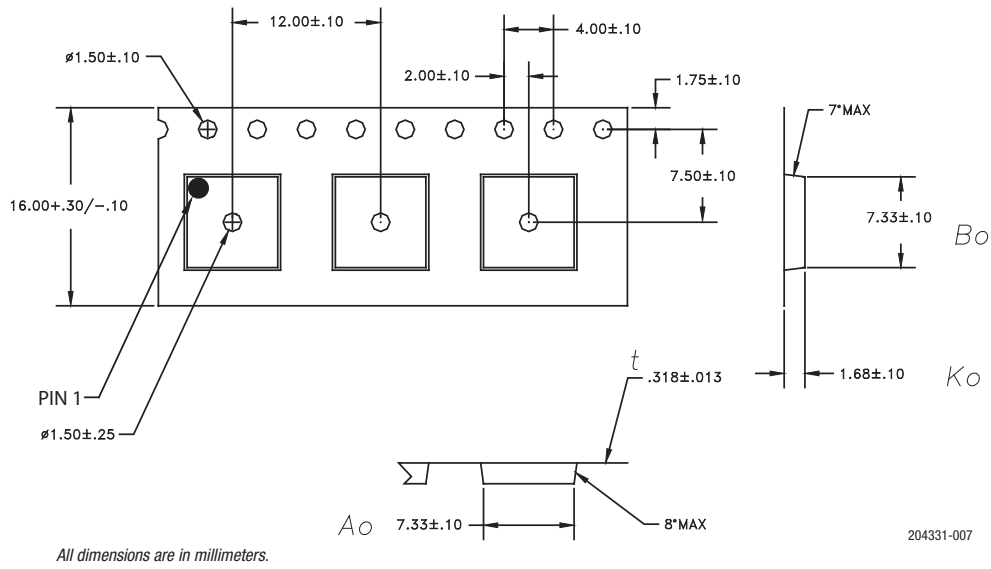 12.00±.10
4.00±.10
ø1.50±.10
2.00±.10
1.75±.10
7°MAX
7.50±.10
16.00+.30/-.10
7.33±.10
Bo
t
.318±.013
1.68±.10
Ko
PIN 1
ø1.50±.25
Ao
7.33±.10
8°MAX
204331-007
All dimensions are in millimeters.